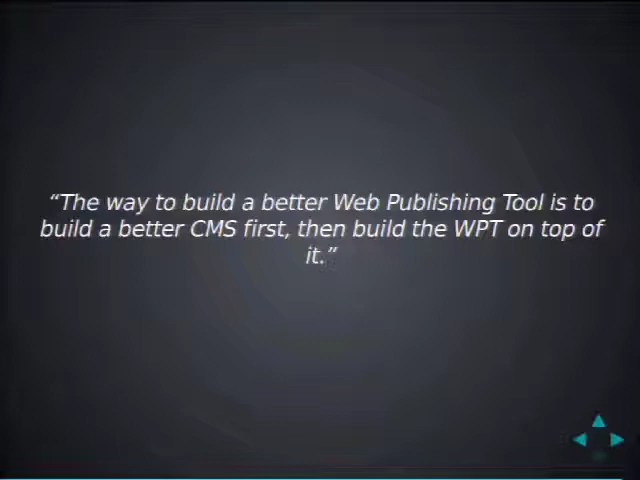 “The way to build a better Web Publishing Tool is to
build a better CMS first, then build the WPT on top of
it.”